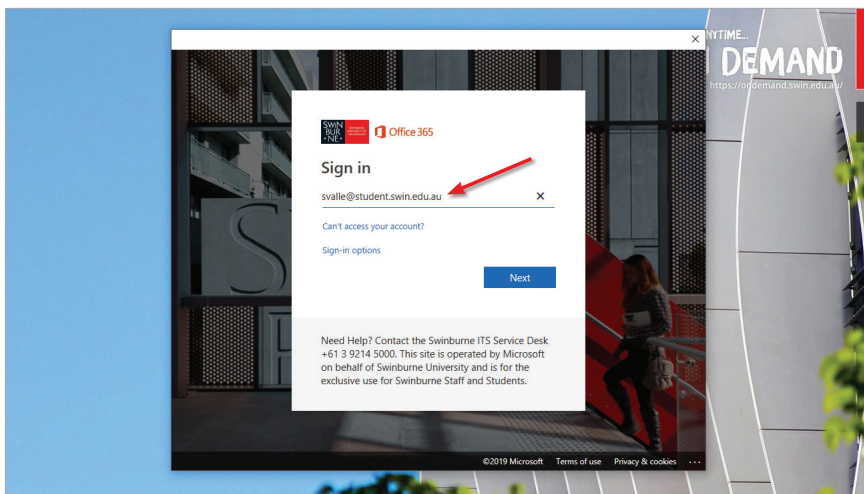 NYTIME...
DEMAND
https://ondemand.swin.edu.au/
SWIN
BUR
• NE •
Office 365
Sign in
svalle@student.swin.edu.au
Can't access your account?
Sign-in options
Next
Need Help? Contact the Swinburne ITS Service Desk
+61 3 9214 5000. This site is operated by Microsoft
on behalf of Swinburne University and is for the
exclusive use for Swinburne Staff and Students.
©2019 Microsoft Terms of use Privacy & cookies ...